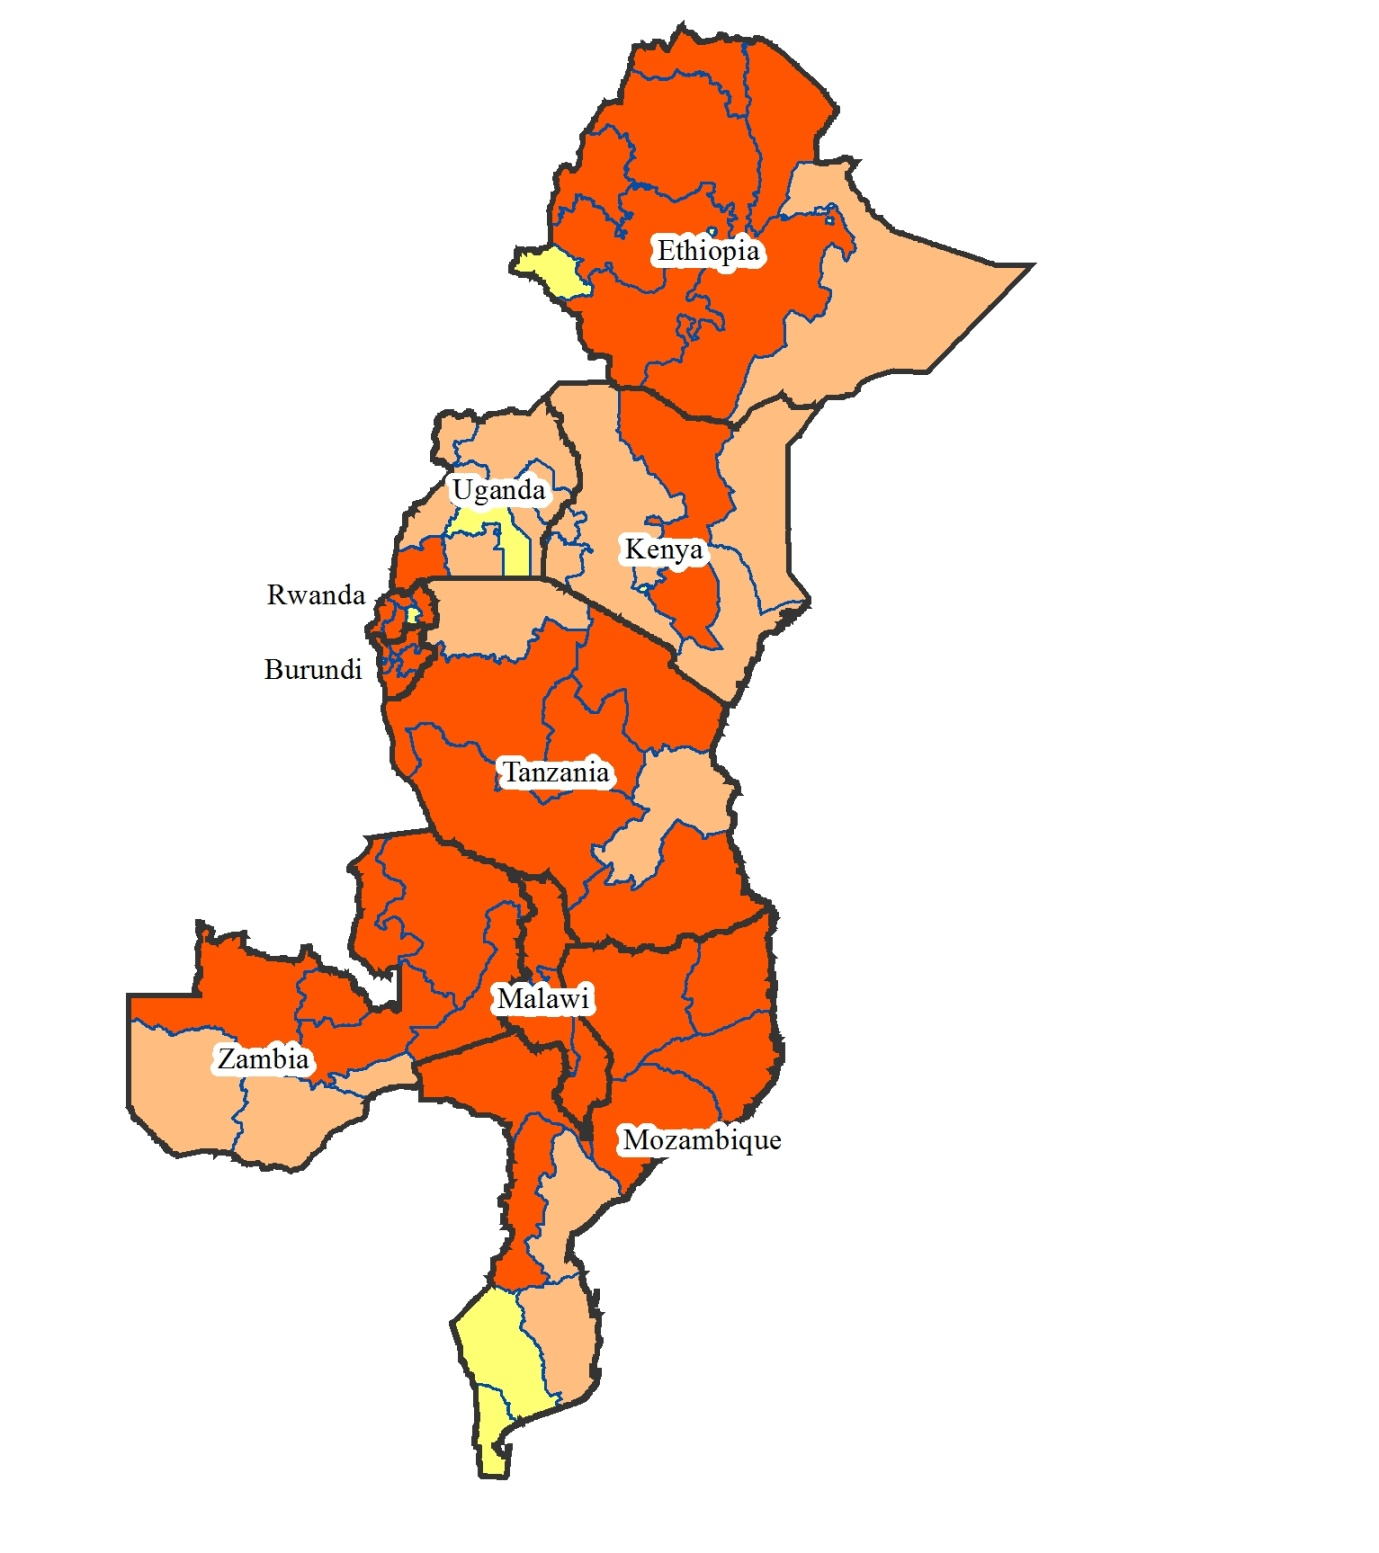 Ethiopia
Uganda
Kenya
Rwanda
Burundi
Tanzania
Malawi
Zambia
Mozambique